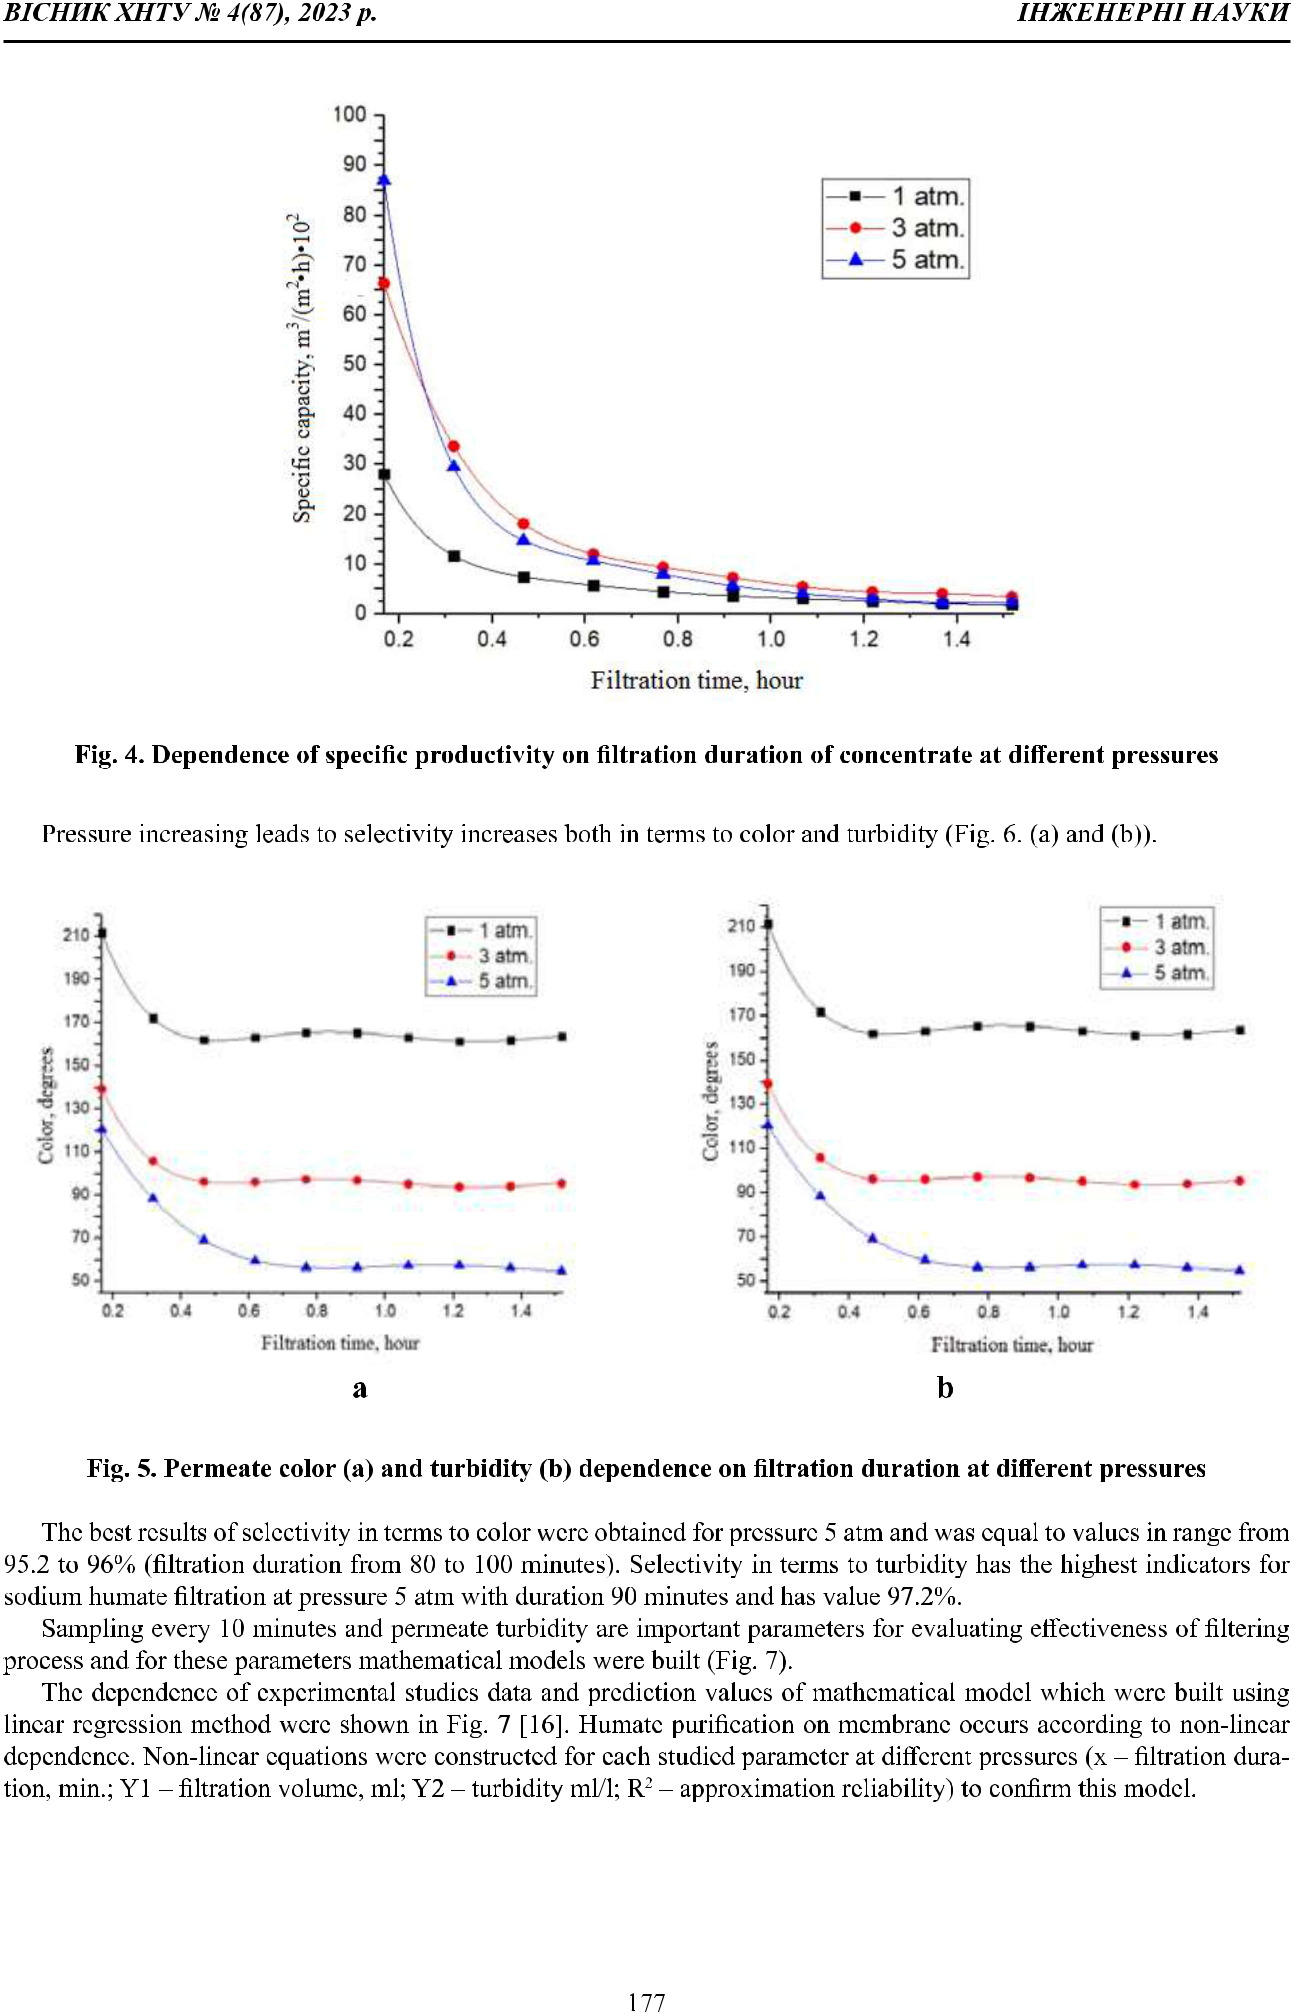 ВІСНИК ХНТУ № 4(87), 2023 р. ІНЖЕНЕРНІ НАУКИ
100
90
80
70
60
50
40
30
20
10
0
Specific capacity, m³/(m²•h)•10²
1 atm.
3 atm.
5 atm.
0.2 0.4 0.6 0.8 1.0 1.2 1.4
Filtration time, hour
Fig. 4. Dependence of specific productivity on filtration duration of concentrate at different pressures
Pressure increasing leads to selectivity increases both in terms to color and turbidity (Fig. 6. (a) and (b)).
210
190
170
150
130
110
90
70
50
Color, degrees
1 atm.
3 atm.
5 atm.
0.2 0.4 0.6 0.8 1.0 1.2 1.4
Filtration time, hour
a
210
190
170
150
130
110
90
70
50
Color, degrees
1 atm.
3 atm.
5 atm.
0.2 0.4 0.6 0.8 1.0 1.2 1.4
Filtration time, hour
b
Fig. 5. Permeate color (a) and turbidity (b) dependence on filtration duration at different pressures
The best results of selectivity in terms to color were obtained for pressure 5 atm and was equal to values in range from
95.2 to 96% (filtration duration from 80 to 100 minutes). Selectivity in terms to turbidity has the highest indicators for
sodium humate filtration at pressure 5 atm with duration 90 minutes and has value 97.2%.
Sampling every 10 minutes and permeate turbidity are important parameters for evaluating effectiveness of filtering
process and for these parameters mathematical models were built (Fig. 7).
The dependence of experimental studies data and prediction values of mathematical model which were built using
linear regression method were shown in Fig. 7 [16]. Humate purification on membrane occurs according to non-linear
dependence. Non-linear equations were constructed for each studied parameter at different pressures (x – filtration dura-
tion, min.; Y1 – filtration volume, ml; Y2 – turbidity ml/l; R² – approximation reliability) to confirm this model.
177